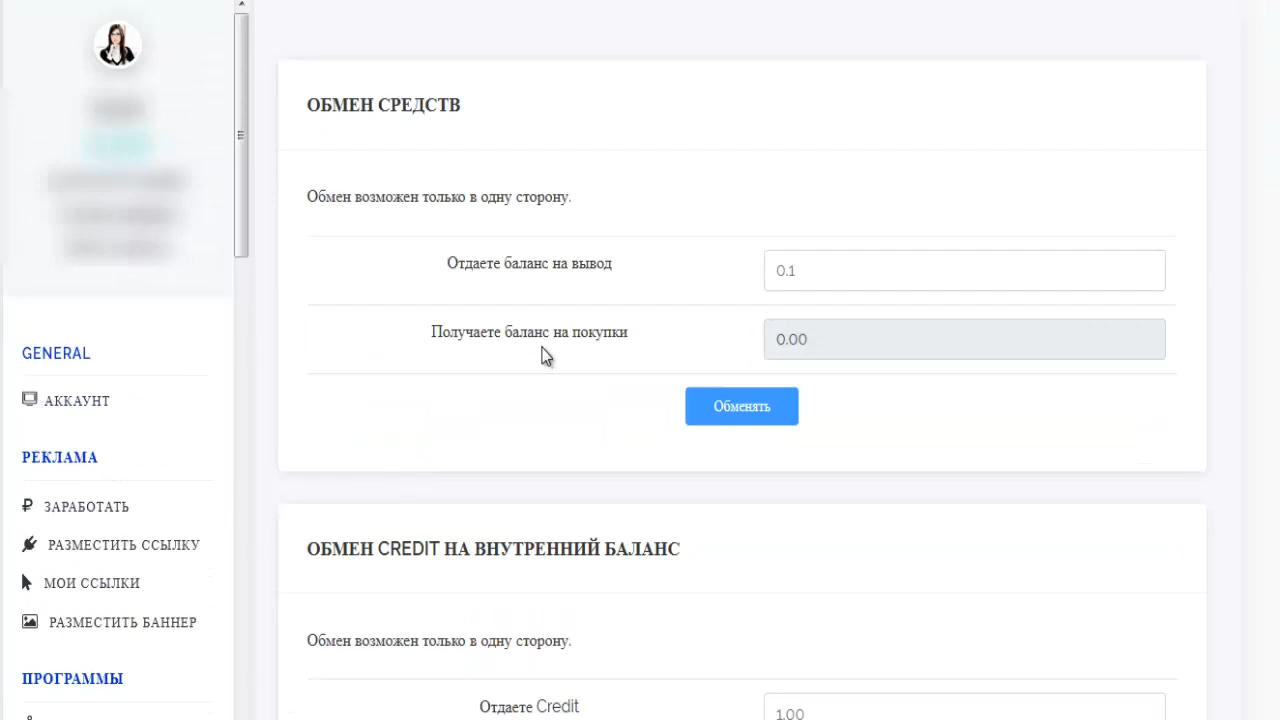 GENERAL
АККАУНТ
РЕКЛАМА
ЗАРАБОТАТЬ
РАЗМЕСТИТЬ ССЫЛКУ
МОИ ССЫЛКИ
РАЗМЕСТИТЬ БАННЕР
ПРОГРАММЫ
ОБМЕН СРЕДСТВ
Обмен возможен только в одну сторону.
Отдаете баланс на вывод
0.1
Получаете баланс на покупки
0.00
Обменять
ОБМЕН CREDIT НА ВНУТРЕННИЙ БАЛАНС
Обмен возможен только в одну сторону.
Отдаете Credit
1.00